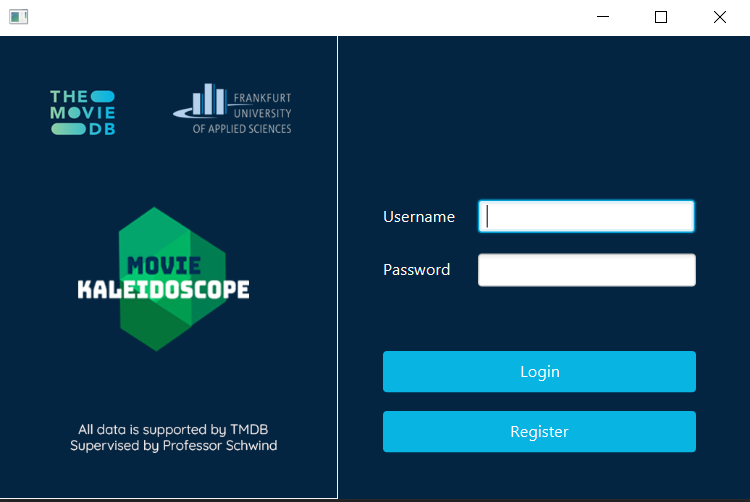 THE
MOVIE
DB
FRANKFURT
UNIVERSITY
OF APPLIED SCIENCES
MOVIE
KALEIDOSCOPE
All data is supported by TMDB
Supervised by Professor Schwind
Username
Password
Login
Register